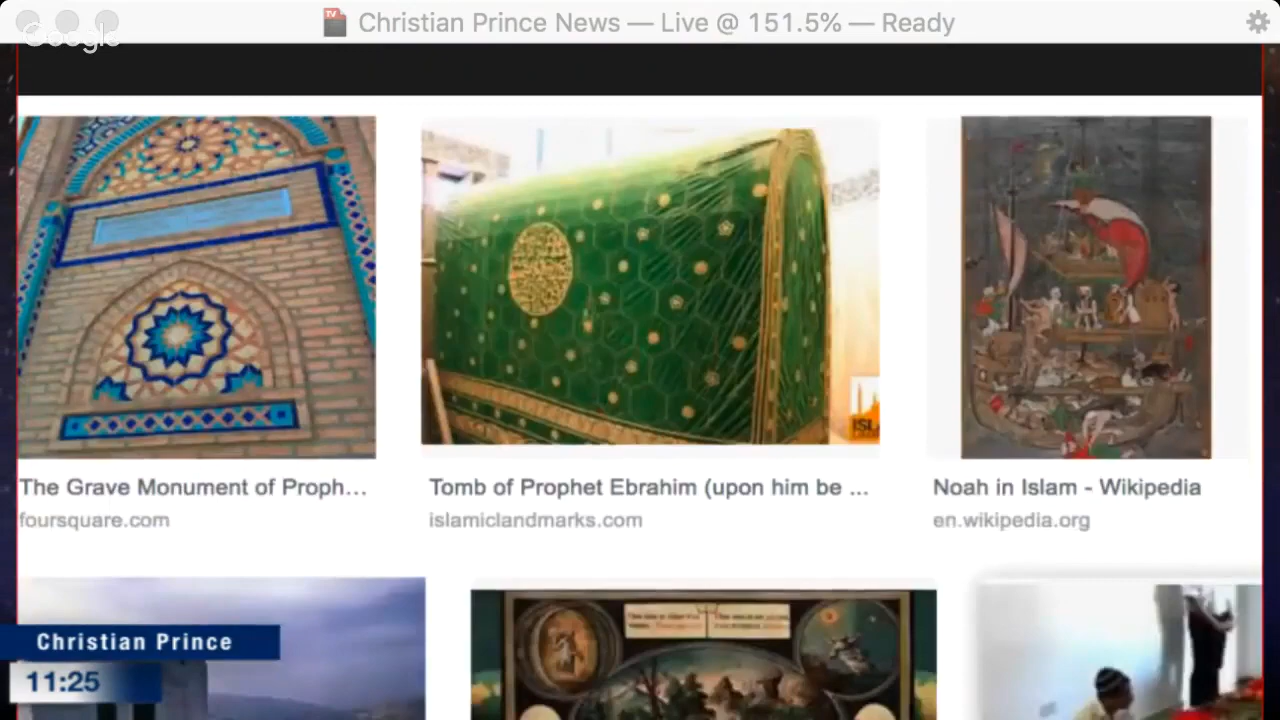 Christian Prince News — Live @ 151.5% — Ready
Google
The Grave Monument of Proph...
foursquare.com
Tomb of Prophet Ebrahim (upon him be ...
islamiclandmarks.com
Noah in Islam - Wikipedia
en.wikipedia.org
Christian Prince
11:25